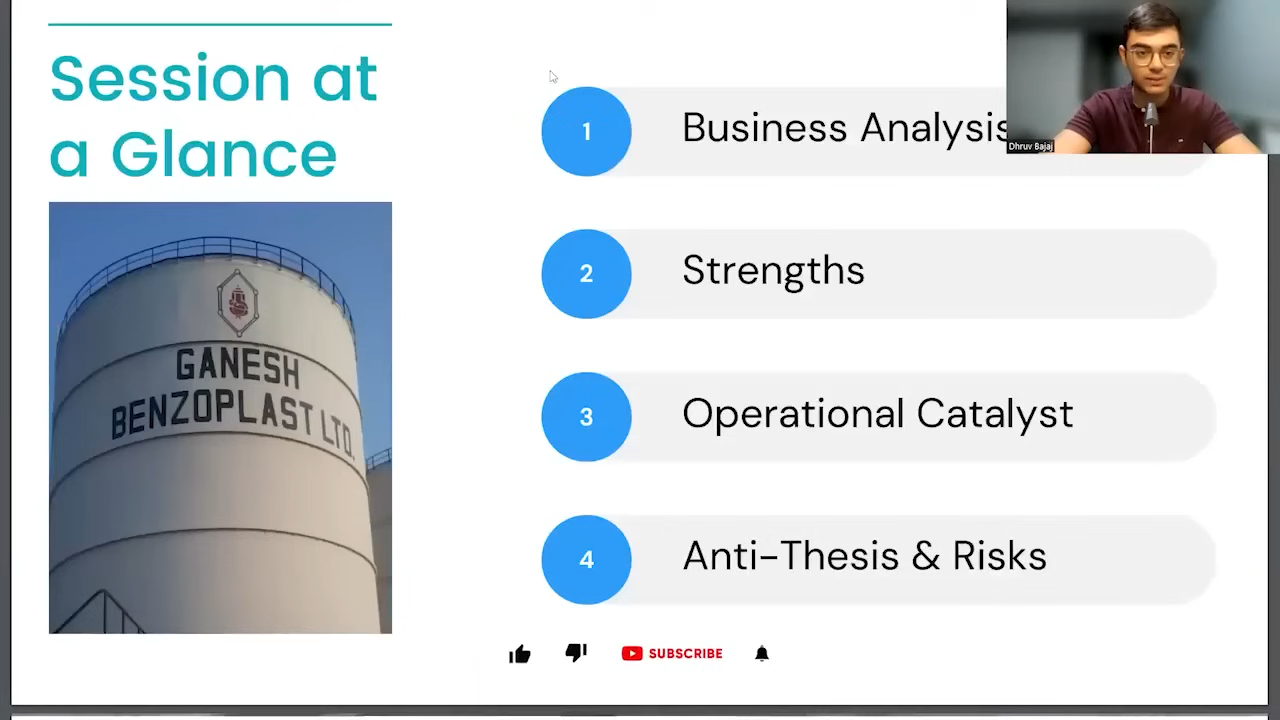 Session at
a Glance
GANESH
BENZOPLAST LTD.
1
Business Analysis
2
Strengths
3
Operational Catalyst
4
Anti-Thesis & Risks
SUBSCRIBE
Dhruv Bajaj